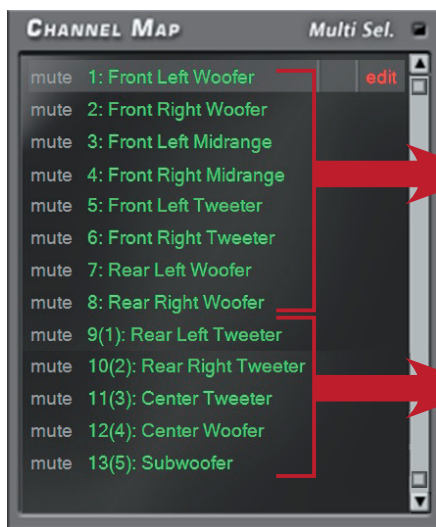 CHANNEL MAP Multi Sel.
mute 1: Front Left Woofer edit
mute 2: Front Right Woofer
mute 3: Front Left Midrange
mute 4: Front Right Midrange
mute 5: Front Left Tweeter
mute 6: Front Right Tweeter
mute 7: Rear Left Woofer
mute 8: Rear Right Woofer
mute 9(1): Rear Left Tweeter
mute 10(2): Rear Right Tweeter
mute 11(3): Center Tweeter
mute 12(4): Center Woofer
mute 13(5): Subwoofer